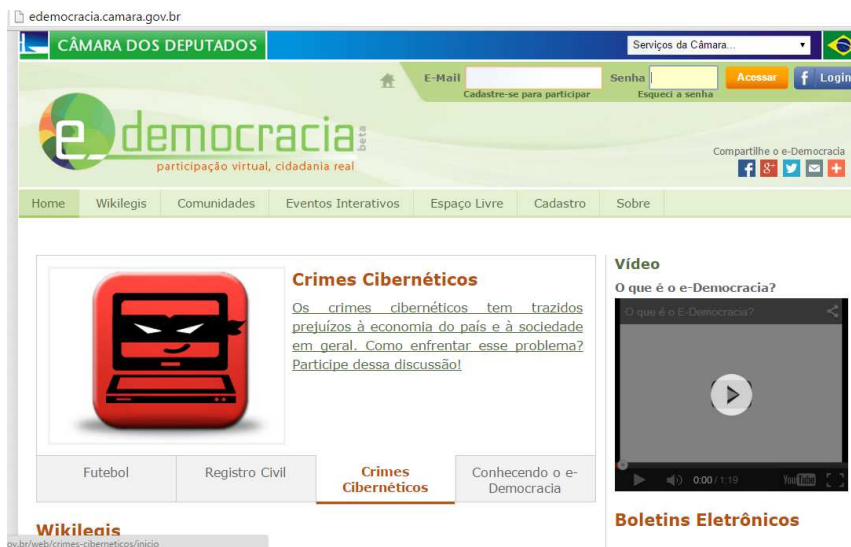 edemocracia.camara.gov.br
CÂMARA DOS DEPUTADOS
Serviços da Câmara...
E-Mail
Senha
Acessar
f Login
Cadastre-se para participar
Esqueci a senha
e democracia beta
participação virtual, cidadania real
Compartilhe o e-Democracia
Home Wikilegis Comunidades Eventos Interativos Espaço Livre Cadastro Sobre
Crimes Cibernéticos
Os crimes cibernéticos tem trazidos
prejuízos à economia do país e à sociedade
em geral. Como enfrentar esse problema?
Participe dessa discussão!
Futebol
Registro Civil
Crimes
Cibernéticos
Conhecendo o e-
Democracia
Wikilegis
ov.br/web/crimes-ciberneticos/inicio
Vídeo
O que é o e-Democracia?
O que é o E-Democracia?
0:00 / 1:19
YouTube
Boletins Eletrônicos